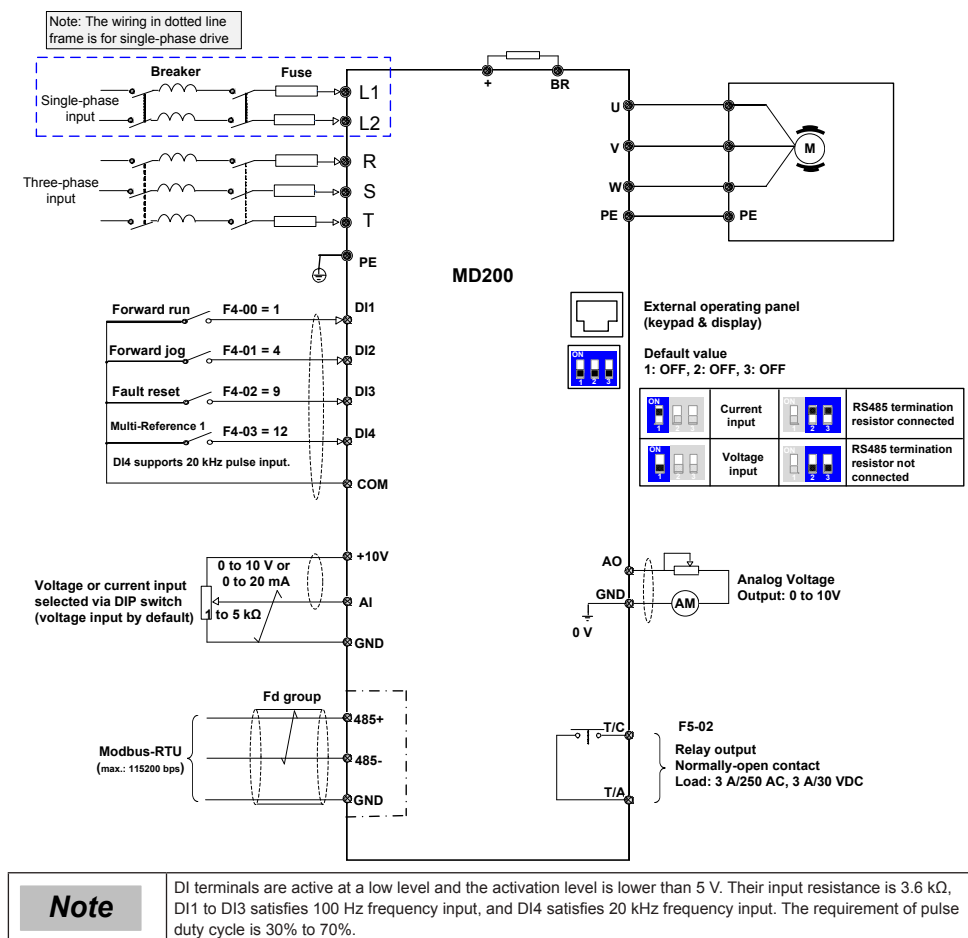 Note: The wiring in dotted line
frame is for single-phase drive
Breaker
Fuse
Single-phase
input
L1
L2
Three-phase
input
R
S
T
PE
+
BR
U
V
W
PE
PE
M
MD200
Forward run
F4-00 = 1
DI1
Forward jog
F4-01 = 4
DI2
Fault reset
F4-02 = 9
DI3
Multi-Reference 1
F4-03 = 12
DI4
DI4 supports 20 kHz pulse input.
COM
External operating panel
(keypad & display)
ON
1 2 3
Default value
1: OFF, 2: OFF, 3: OFF
ON
1 2 3
Current
input
1 2 3
RS485 termination
resistor connected
ON
1 2 3
Voltage
input
1 2 3
RS485 termination
resistor not
connected
+10V
0 to 10 V or
0 to 20 mA
Voltage or current input
selected via DIP switch
(voltage input by default)
1 to 5 kΩ
AI
GND
AO
GND
0 V
AM
Analog Voltage
Output: 0 to 10V
Fd group
485+
Modbus-RTU
(max.: 115200 bps)
485-
GND
T/C
F5-02
Relay output
Normally-open contact
Load: 3 A/250 AC, 3 A/30 VDC
T/A
Note
DI terminals are active at a low level and the activation level is lower than 5 V. Their input resistance is 3.6 kΩ,
DI1 to DI3 satisfies 100 Hz frequency input, and DI4 satisfies 20 kHz frequency input. The requirement of pulse
duty cycle is 30% to 70%.